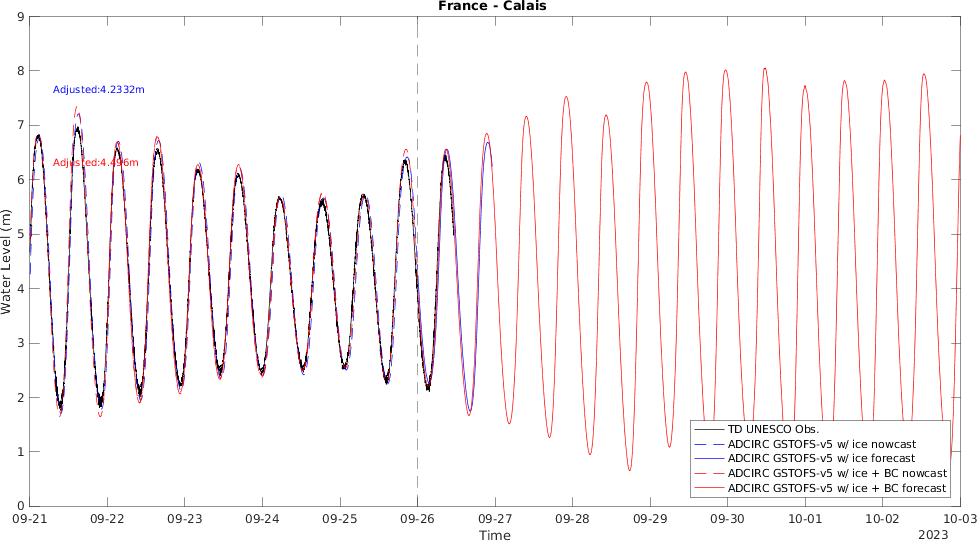 France - Calais
9
8
7
6
5
4
3
2
1
0
Water Level (m)
Adjusted:4.2332m
Adjusted:4.496m
TD UNESCO Obs.
ADCIRC GSTOFS-v5 w/ ice nowcast
ADCIRC GSTOFS-v5 w/ ice forecast
ADCIRC GSTOFS-v5 w/ ice + BC nowcast
ADCIRC GSTOFS-v5 w/ ice + BC forecast
09-21 09-22 09-23 09-24 09-25 09-26 09-27 09-28 09-29 09-30 10-01 10-02 10-03
Time
2023